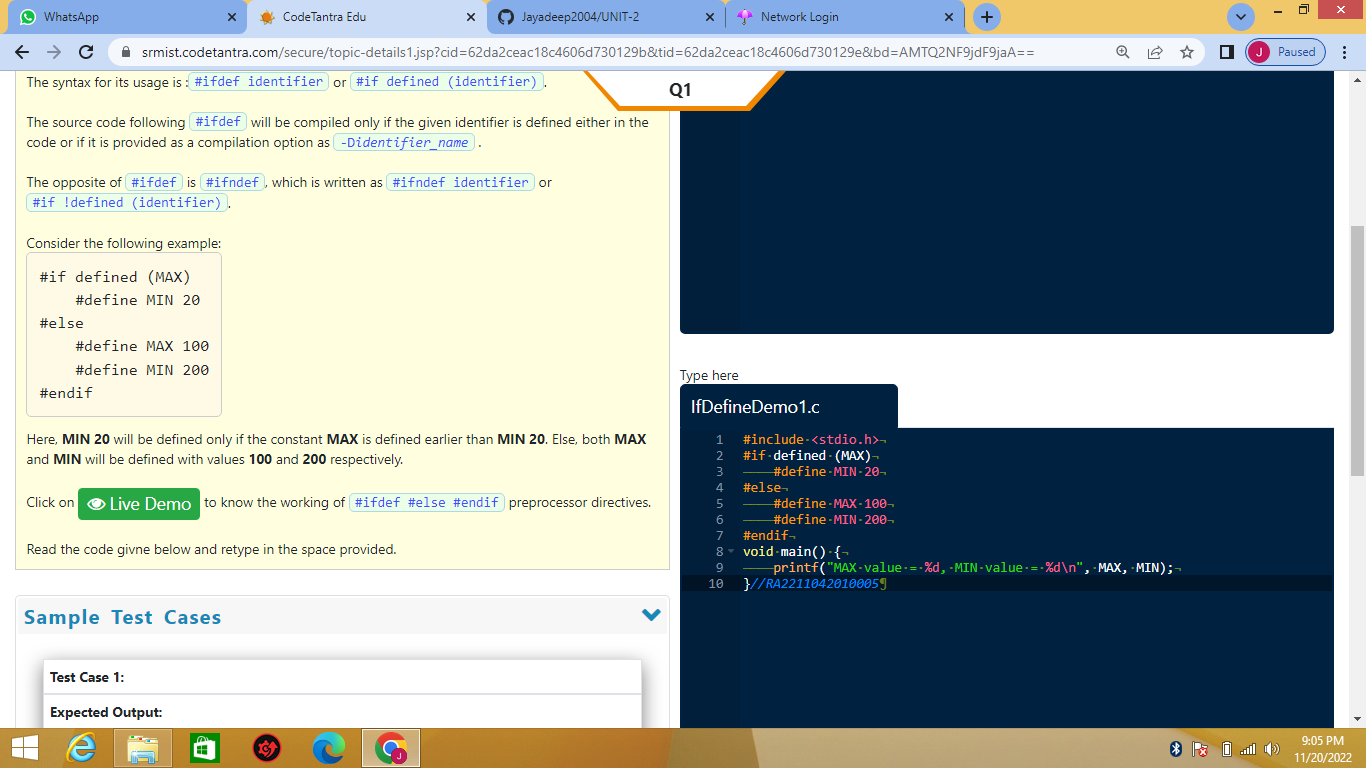 WhatsApp
CodeTantra Edu
Jayadeep2004/UNIT-2
Network Login
srmist.codetantra.com/secure/topic-details1.jsp?cid=62da2ceac18c4606d730129b&tid=62da2ceac18c4606d730129e&bd=AMTQ2NF9jdF9jaA==
J Paused
The syntax for its usage is : #ifdef identifier or #if defined (identifier).
The source code following #ifdef will be compiled only if the given identifier is defined either in the
code or if it is provided as a compilation option as -Didentifier_name .
The opposite of #ifdef is #ifndef, which is written as #ifndef identifier or
#if !defined (identifier).
Consider the following example:
#if defined (MAX)
#define MIN 20
#else
#define MAX 100
#define MIN 200
#endif
Here, MIN 20 will be defined only if the constant MAX is defined earlier than MIN 20. Else, both MAX
and MIN will be defined with values 100 and 200 respectively.
Click on Live Demo to know the working of #ifdef #else #endif preprocessor directives.
Read the code givne below and retype in the space provided.
Sample Test Cases
Test Case 1:
Expected Output:
Q1
Type here
IfDefineDemo1.c
1 #include <stdio.h>
2 #if defined (MAX)
3 #define MIN 20
4 #else
5 #define MAX 100
6 #define MIN 200
7 #endif
8 void main() {
9 printf("MAX value = %d, MIN value = %d\n", MAX, MIN);
10 }//RA2211042010005
J
9:05 PM
11/20/2022